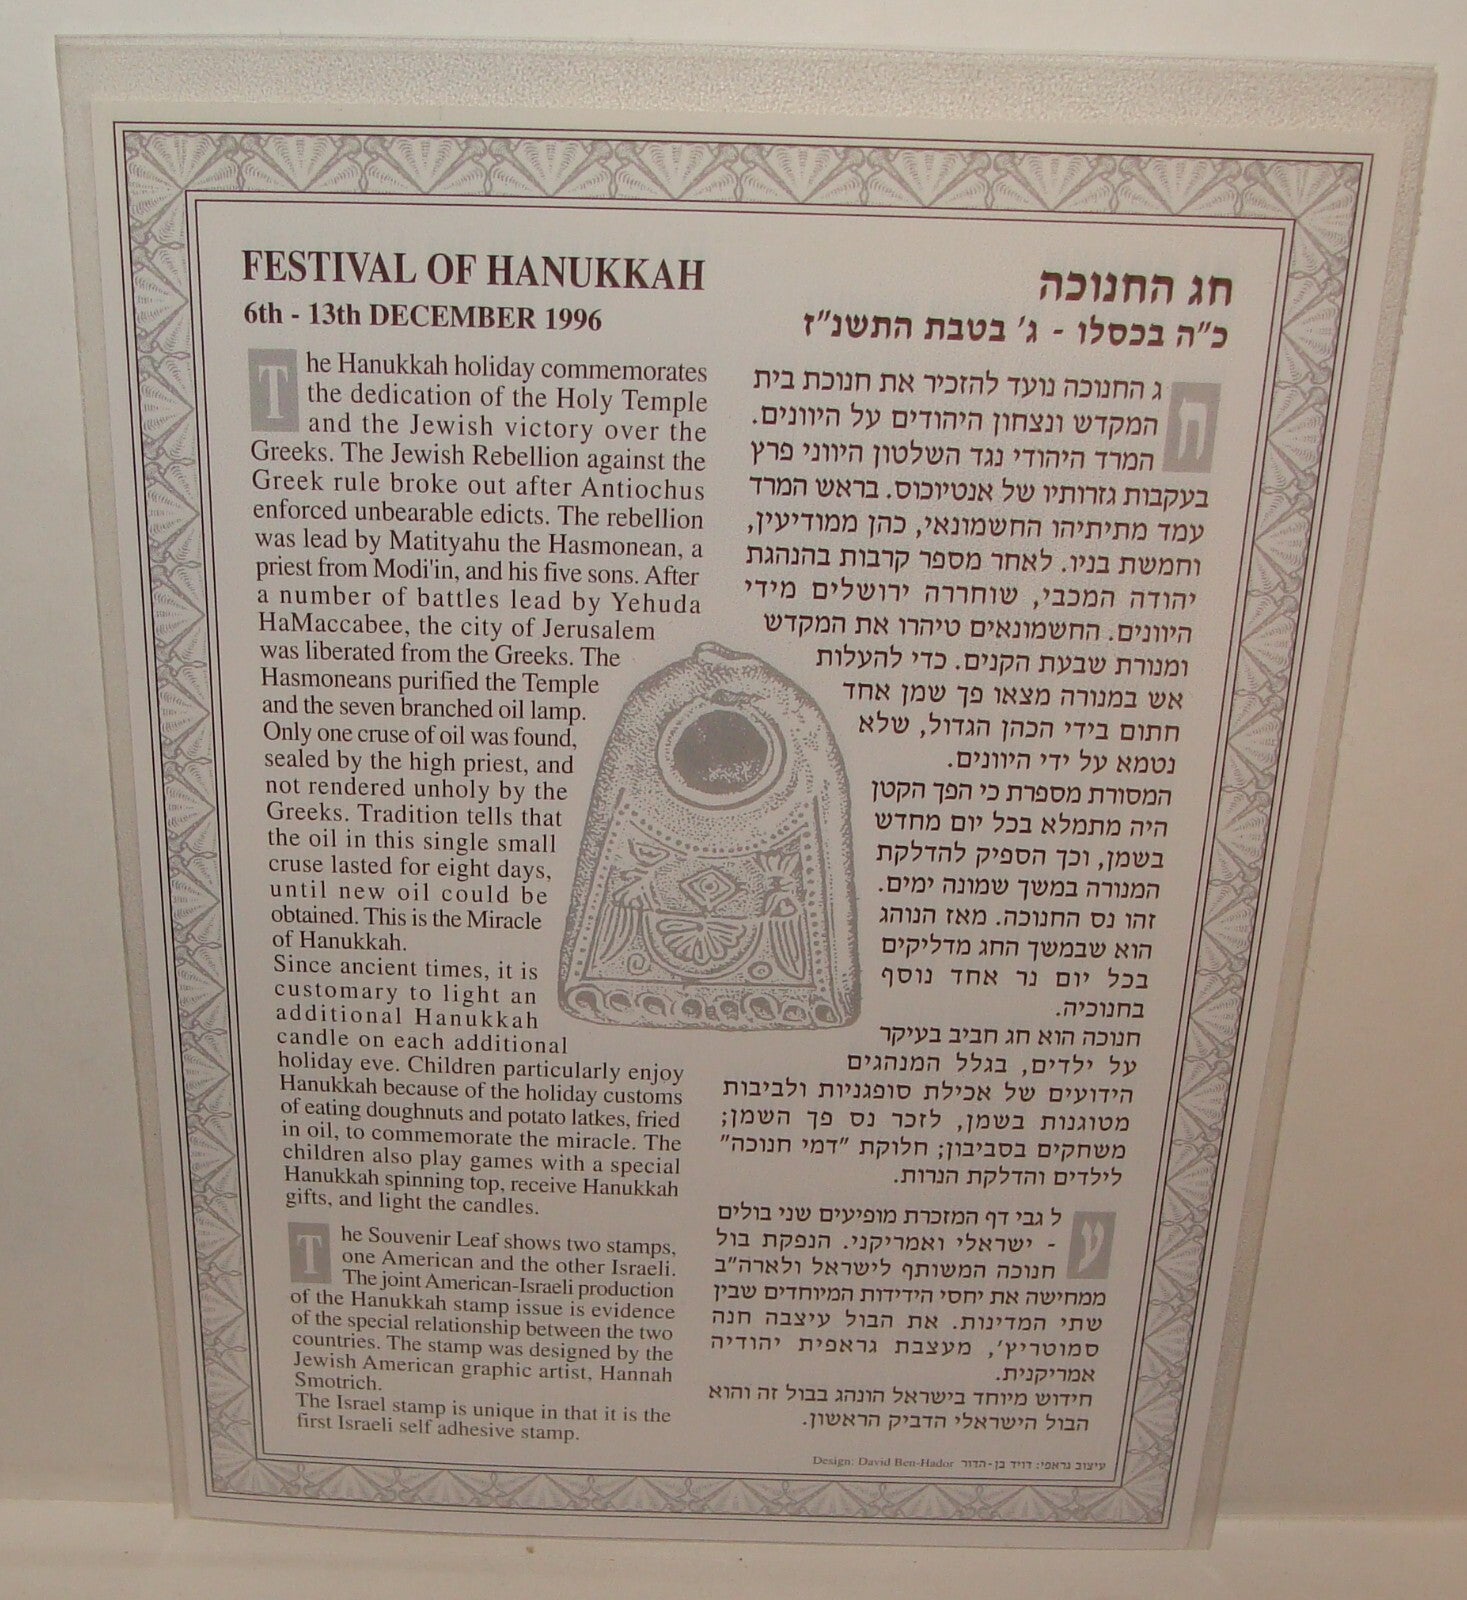 FESTIVAL OF HANUKKAH
6th - 13th DECEMBER 1996
The Hanukkah holiday commemorates
the dedication of the Holy Temple
and the Jewish victory over the
Greeks. The Jewish Rebellion against the
Greek rule broke out after Antiochus
enforced unbearable edicts. The rebellion
was lead by Matityahu the Hasmonean, a
priest from Modi'in, and his five sons. After
a number of battles lead by Yehuda
HaMaccabee, the city of Jerusalem
was liberated from the Greeks. The
Hasmoneans purified the Temple
and the seven branched oil lamp.
Only one cruse of oil was found,
sealed by the high priest, and
not rendered unholy by the
Greeks. Tradition tells that
the oil in this single small
cruse lasted for eight days,
until new oil could be
obtained. This is the Miracle
of Hanukkah.
Since ancient times, it is
customary to light an
additional Hanukkah
candle on each additional
holiday eve. Children particularly enjoy
Hanukkah because of the holiday customs
of eating doughnuts and potato latkes, fried
in oil, to commemorate the miracle. The
children also play games with a special
Hanukkah spinning top, receive Hanukkah
gifts, and light the candles.
The Souvenir Leaf shows two stamps,
one American and the other Israeli.
The joint American-Israeli production
of the Hanukkah stamp issue is evidence
of the special relationship between the two
countries. The stamp was designed by the
Jewish American graphic artist, Hannah
Smotrich.
The Israel stamp is unique in that it is the
first Israeli self adhesive stamp.
חג החנוכה
כ"ה בכסלו - ג' בטבת התשנ"ז
חג החנוכה נועד להזכיר את חנוכת בית
המקדש ונצחון היהודים על היוונים.
המרד היהודי נגד השלטון היווני פרץ
בעקבות גזרותיו של אנטיוכוס. בראש המרד
עמד מתיתיהו החשמונאי, כהן ממודיעין,
וחמשת בניו. לאחר מספר קרבות בהנהגת
יהודה המכבי, שוחררה ירושלים מידי
היוונים. החשמונאים טיהרו את המקדש
ומנורת שבעת הקנים. כדי להעלות
אש במנורה מצאו פך שמן אחד
חתום בידי הכהן הגדול, שלא
נטמא על ידי היוונים.
המסורת מספרת כי הפך הקטן
היה מתמלא בכל יום מחדש
בשמן, וכך הספיק להדלקת
המנורה במשך שמונה ימים.
זהו נס החנוכה. מאז הנוהג
הוא שבמשך החג מדליקים
בכל יום נר אחד נוסף
בחנוכיה.
חנוכה הוא חג חביב בעיקר
על ילדים, בגלל המנהגים
הידועים של אכילת סופגניות ולביבות
מטוגנות בשמן, לזכר נס פך השמן;
משחקים בסביבון; חלוקת "דמי חנוכה"
לילדים והדלקת הנרות.
על גבי דף המזכרת מופיעים שני בולים
- ישראלי ואמריקני. הנפקת בול
חנוכה המשותף לישראל ולארה"ב
ממחישה את יחסי הידידות המיוחדים שבין
שתי המדינות. את הבול עיצבה חנה
סמוטריץ', מעצבת גראפית יהודיה
אמריקנית.
חידוש מיוחד בישראל הונהג בבול זה והוא
הבול הישראלי הדביק הראשון.
Design: David Ben-Hador עיצוב גראפי: דויד בן-הדור